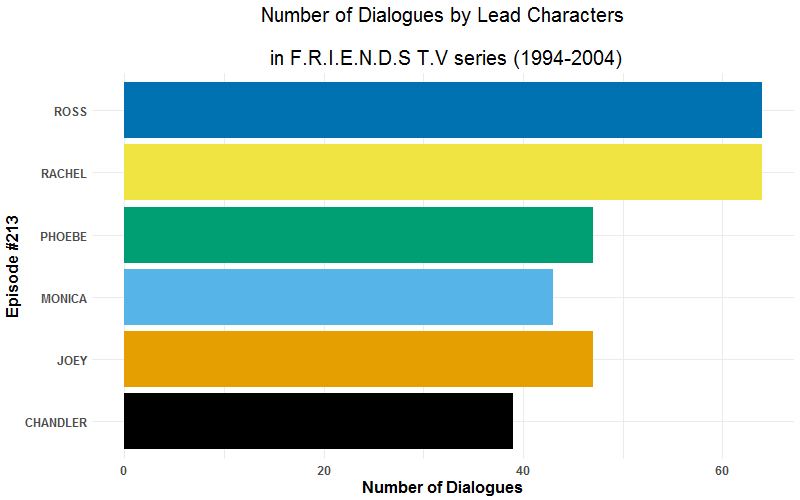 Number of Dialogues by Lead Characters
in F.R.I.E.N.D.S T.V series (1994-2004)
Episode #213
ROSS
RACHEL
PHOEBE
MONICA
JOEY
CHANDLER
0 20 40 60
Number of Dialogues